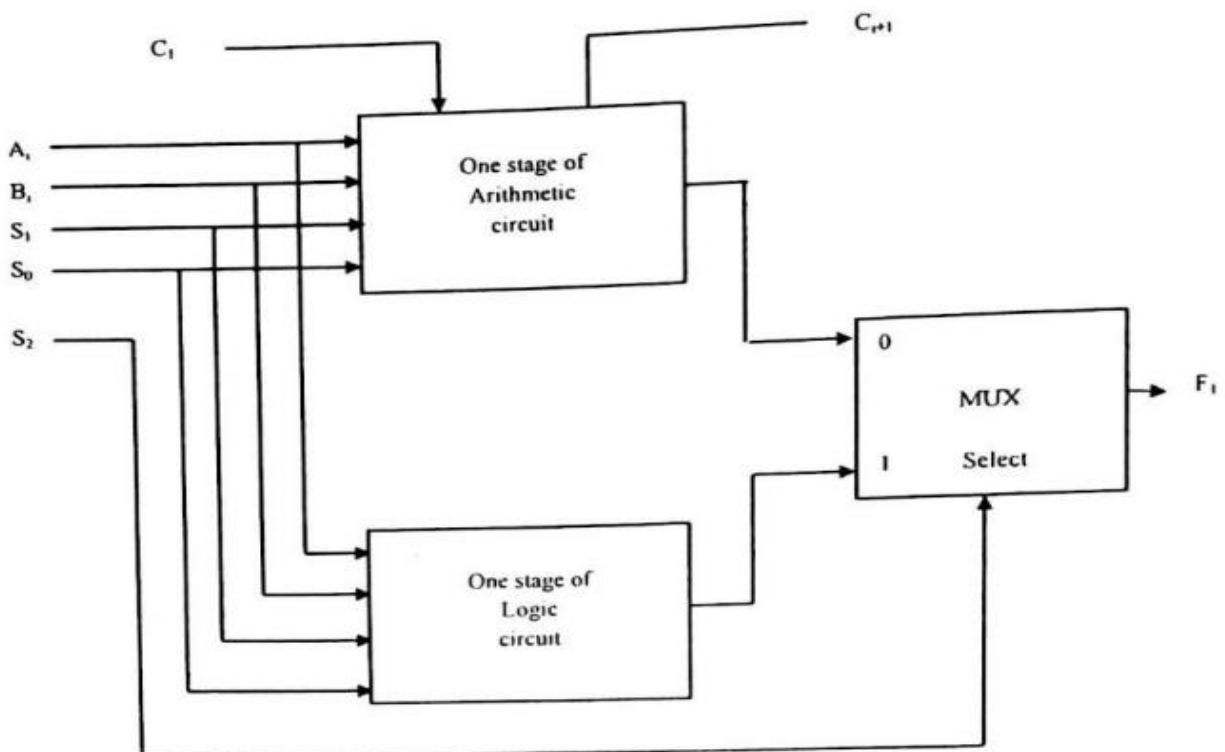 C₁
Cᵢ₊₁
Aᵢ
Bᵢ
S₁
S₀
S₂
One stage of
Arithmetic
circuit
0
MUX
1
Select
F₁
One stage of
Logic
circuit